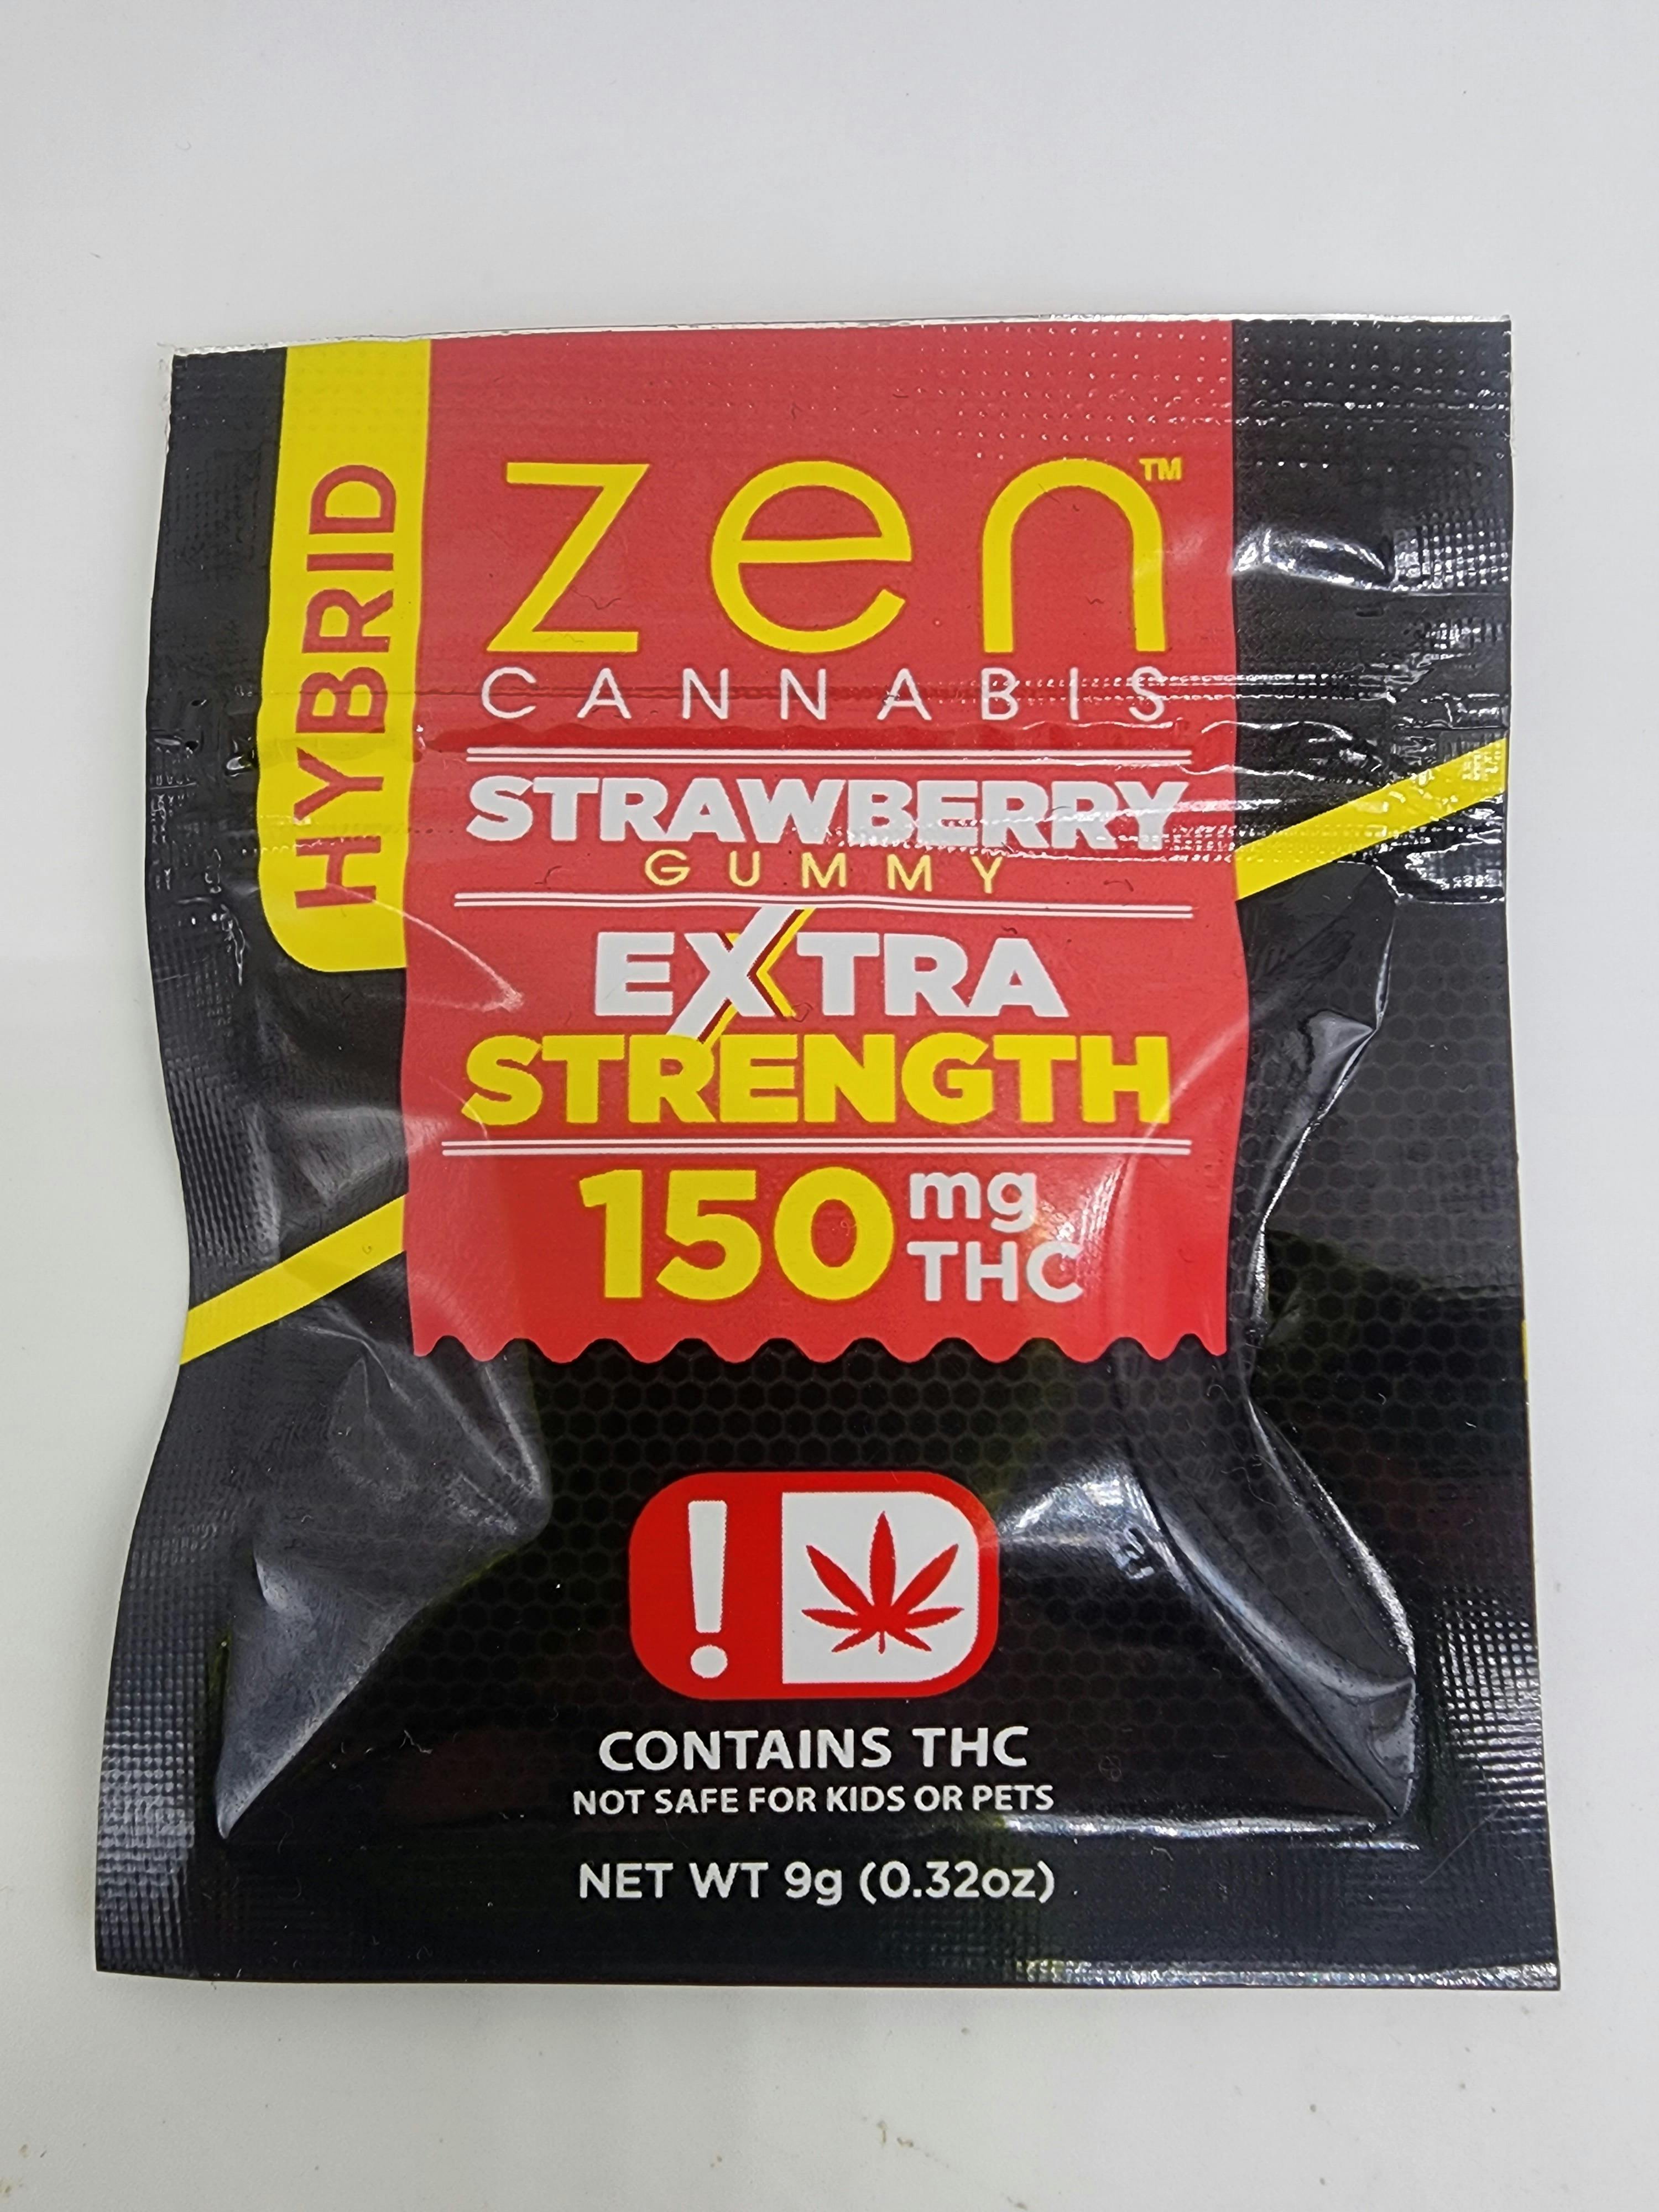 HYBRID
zen™
CANNABIS
STRAWBERRY
GUMMY
EXTRA
STRENGTH
150 mg
THC
!
CONTAINS THC
NOT SAFE FOR KIDS OR PETS
NET WT 9g (0.32oz)